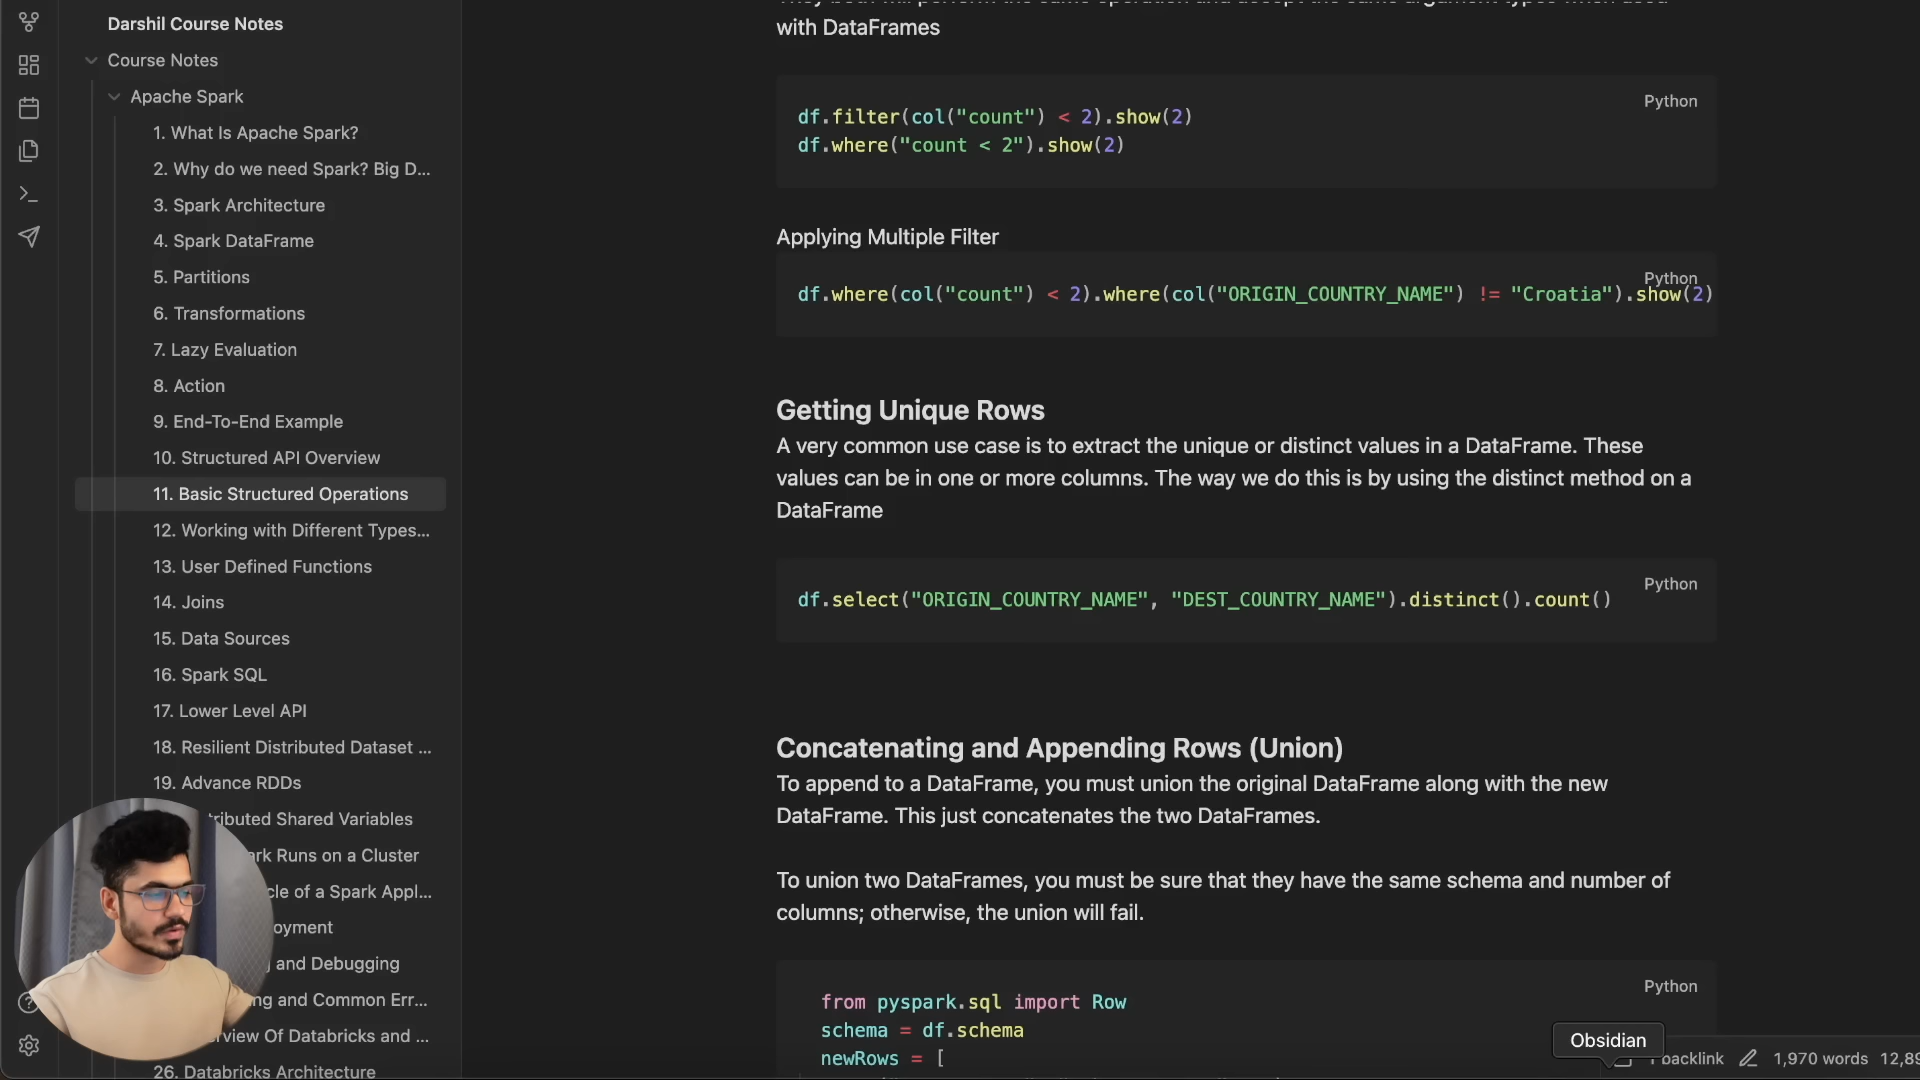 Darshil Course Notes
Course Notes
Apache Spark
1. What Is Apache Spark?
2. Why do we need Spark? Big D...
3. Spark Architecture
4. Spark DataFrame
5. Partitions
6. Transformations
7. Lazy Evaluation
8. Action
9. End-To-End Example
10. Structured API Overview
11. Basic Structured Operations
12. Working with Different Types...
13. User Defined Functions
14. Joins
15. Data Sources
16. Spark SQL
17. Lower Level API
18. Resilient Distributed Dataset ...
19. Advance RDDs
tributed Shared Variables
ark Runs on a Cluster
cle of a Spark Appl...
oyment
and Debugging
ng and Common Err...
rview Of Databricks and ...
26. Databricks Architecture
with DataFrames
Python
df.filter(col("count") < 2).show(2)
df.where("count < 2").show(2)
Applying Multiple Filter
Python
df.where(col("count") < 2).where(col("ORIGIN_COUNTRY_NAME") != "Croatia").show(2)
Getting Unique Rows
A very common use case is to extract the unique or distinct values in a DataFrame. These
values can be in one or more columns. The way we do this is by using the distinct method on a
DataFrame
Python
df.select("ORIGIN_COUNTRY_NAME", "DEST_COUNTRY_NAME").distinct().count()
Concatenating and Appending Rows (Union)
To append to a DataFrame, you must union the original DataFrame along with the new
DataFrame. This just concatenates the two DataFrames.
To union two DataFrames, you must be sure that they have the same schema and number of
columns; otherwise, the union will fail.
Python
from pyspark.sql import Row
schema = df.schema
newRows = [
Obsidian
backlink
1,970 words
12,89